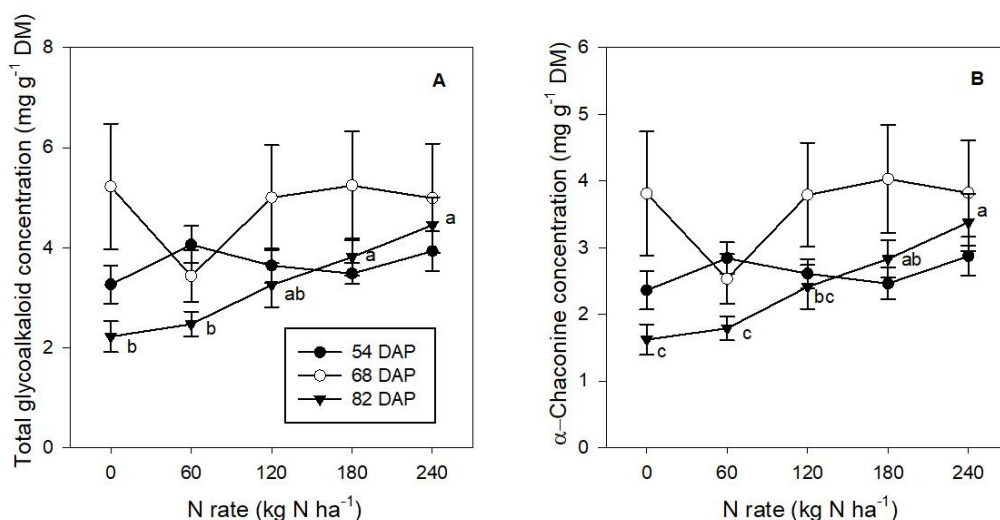 Total glycoalkaloid concentration (mg g⁻¹ DM)
8
6
4
2
0
A
b
b
ab
a
a
54 DAP
68 DAP
82 DAP
0 60 120 180 240
N rate (kg N ha⁻¹)
α–Chaconine concentration (mg g⁻¹ DM)
6
5
4
3
2
1
0
B
c
c
bc
ab
a
0 60 120 180 240
N rate (kg N ha⁻¹)